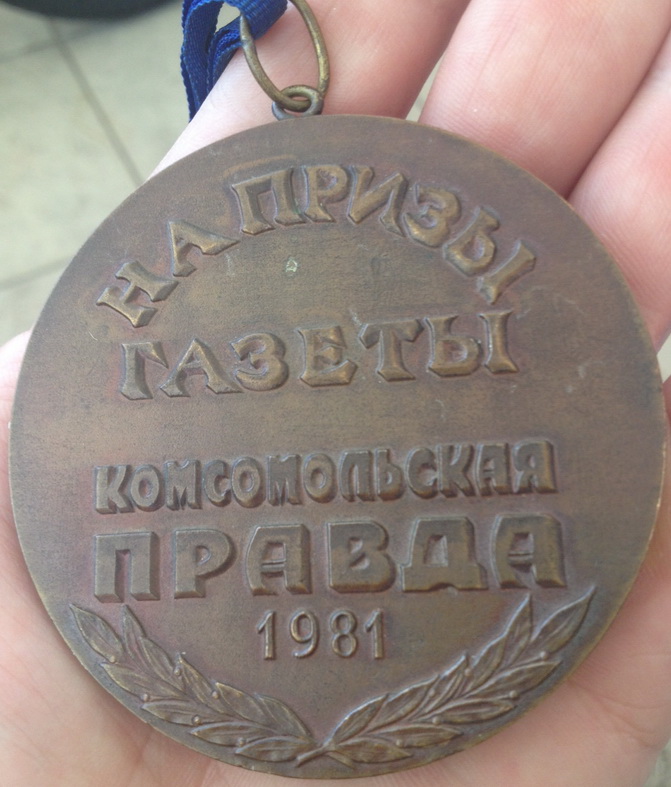 НА ПРИЗЫ
ГАЗЕТЫ
КОМСОМОЛЬСКАЯ
ПРАВДА
1981